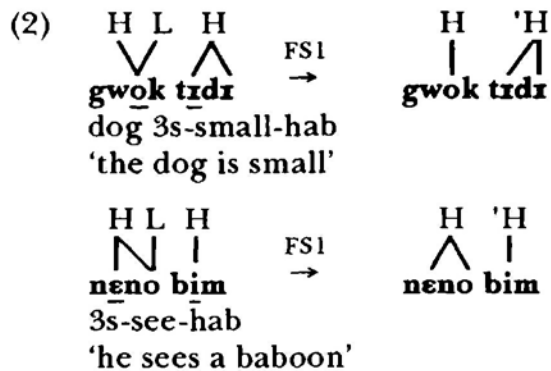 (2) H L H FS1 H 'H
gwok tɪdɪ → gwok tɪdɪ
dog 3s-small-hab
'the dog is small'
H L H FS1 H 'H
nɛno bim → nɛno bim
3s-see-hab
'he sees a baboon'